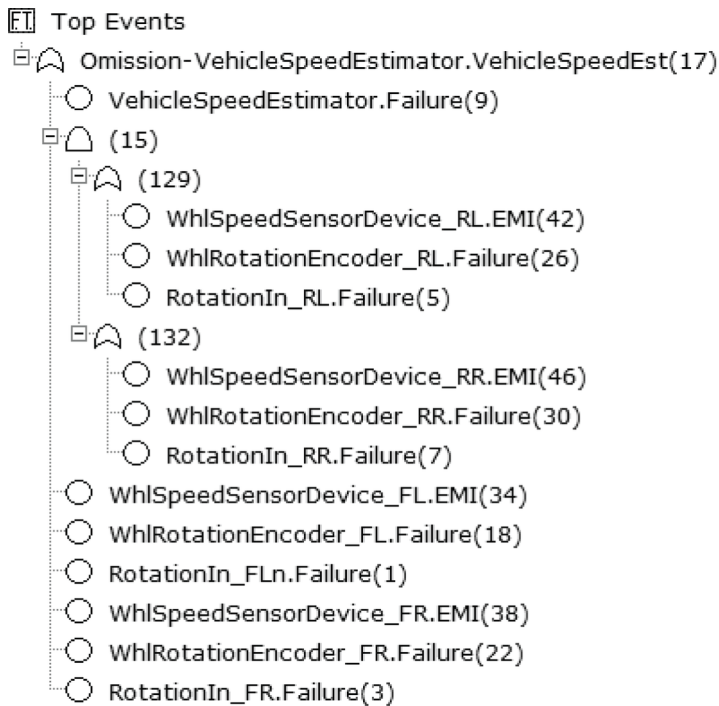 FT Top Events
Omission-VehicleSpeedEstimator.VehicleSpeedEst(17)
VehicleSpeedEstimator.Failure(9)
(15)
(129)
WhlSpeedSensorDevice_RL.EMI(42)
WhlRotationEncoder_RL.Failure(26)
RotationIn_RL.Failure(5)
(132)
WhlSpeedSensorDevice_RR.EMI(46)
WhlRotationEncoder_RR.Failure(30)
RotationIn_RR.Failure(7)
WhlSpeedSensorDevice_FL.EMI(34)
WhlRotationEncoder_FL.Failure(18)
RotationIn_FLn.Failure(1)
WhlSpeedSensorDevice_FR.EMI(38)
WhlRotationEncoder_FR.Failure(22)
RotationIn_FR.Failure(3)